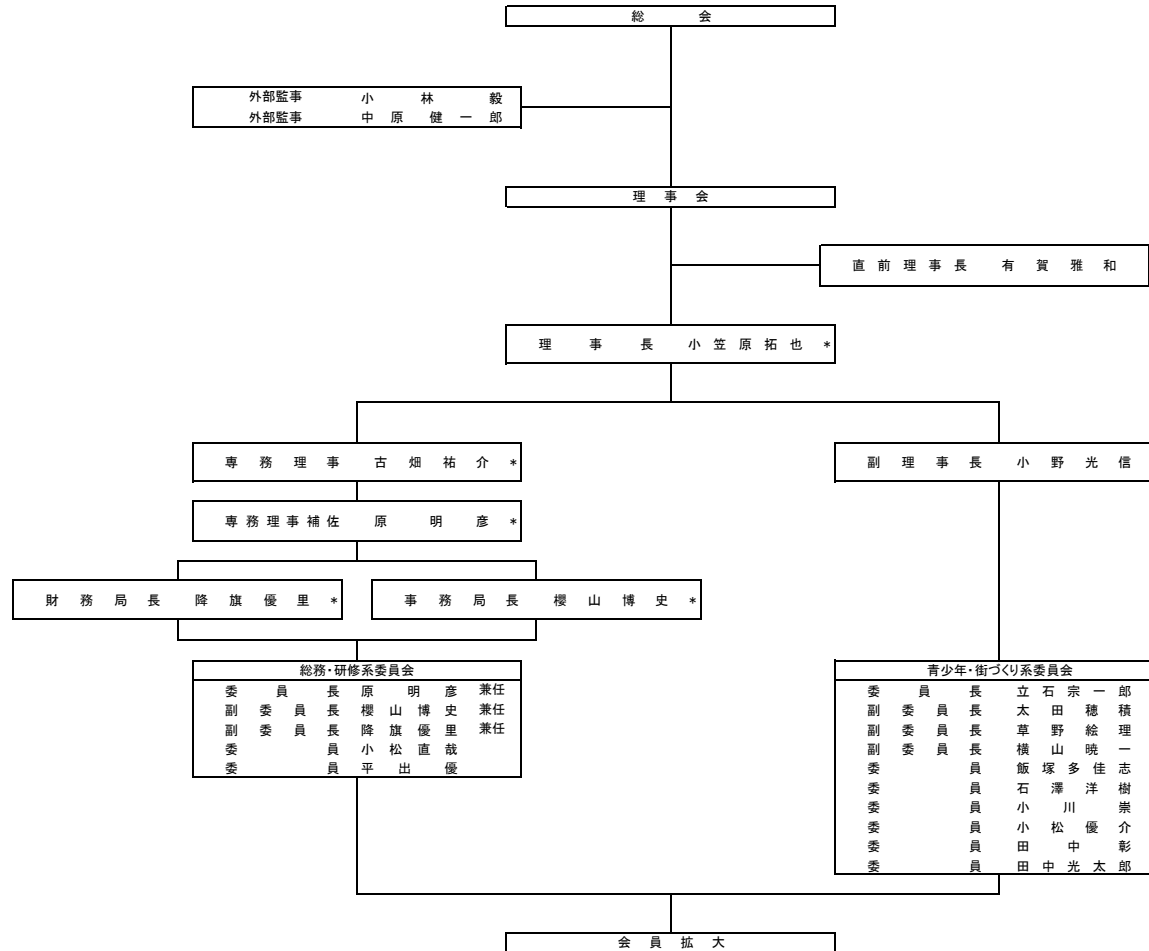 総会
外部監事 小林 毅
外部監事 中原 健一郎
理事会
直前理事長 有賀雅和
理事長 小笠原拓也 *
専務理事 古畑祐介 *
副理事長 小野光信
専務理事補佐 原 明彦 *
財務局長 降旗優里 *
事務局長 櫻山博史 *
総務・研修系委員会
委員長 原 明彦 兼任
副委員長 櫻山博史 兼任
副委員長 降旗優里 兼任
委員 小松直哉
委員 平出優
青少年・街づくり系委員会
委員長 立石宗一郎
副委員長 太田穂積
副委員長 草野絵理
副委員長 横山暁一
委員 飯塚多佳志
委員 石澤洋樹
委員 小川崇
委員 小松優介
委員 田中彰
委員 田中光太郎
会員拡大